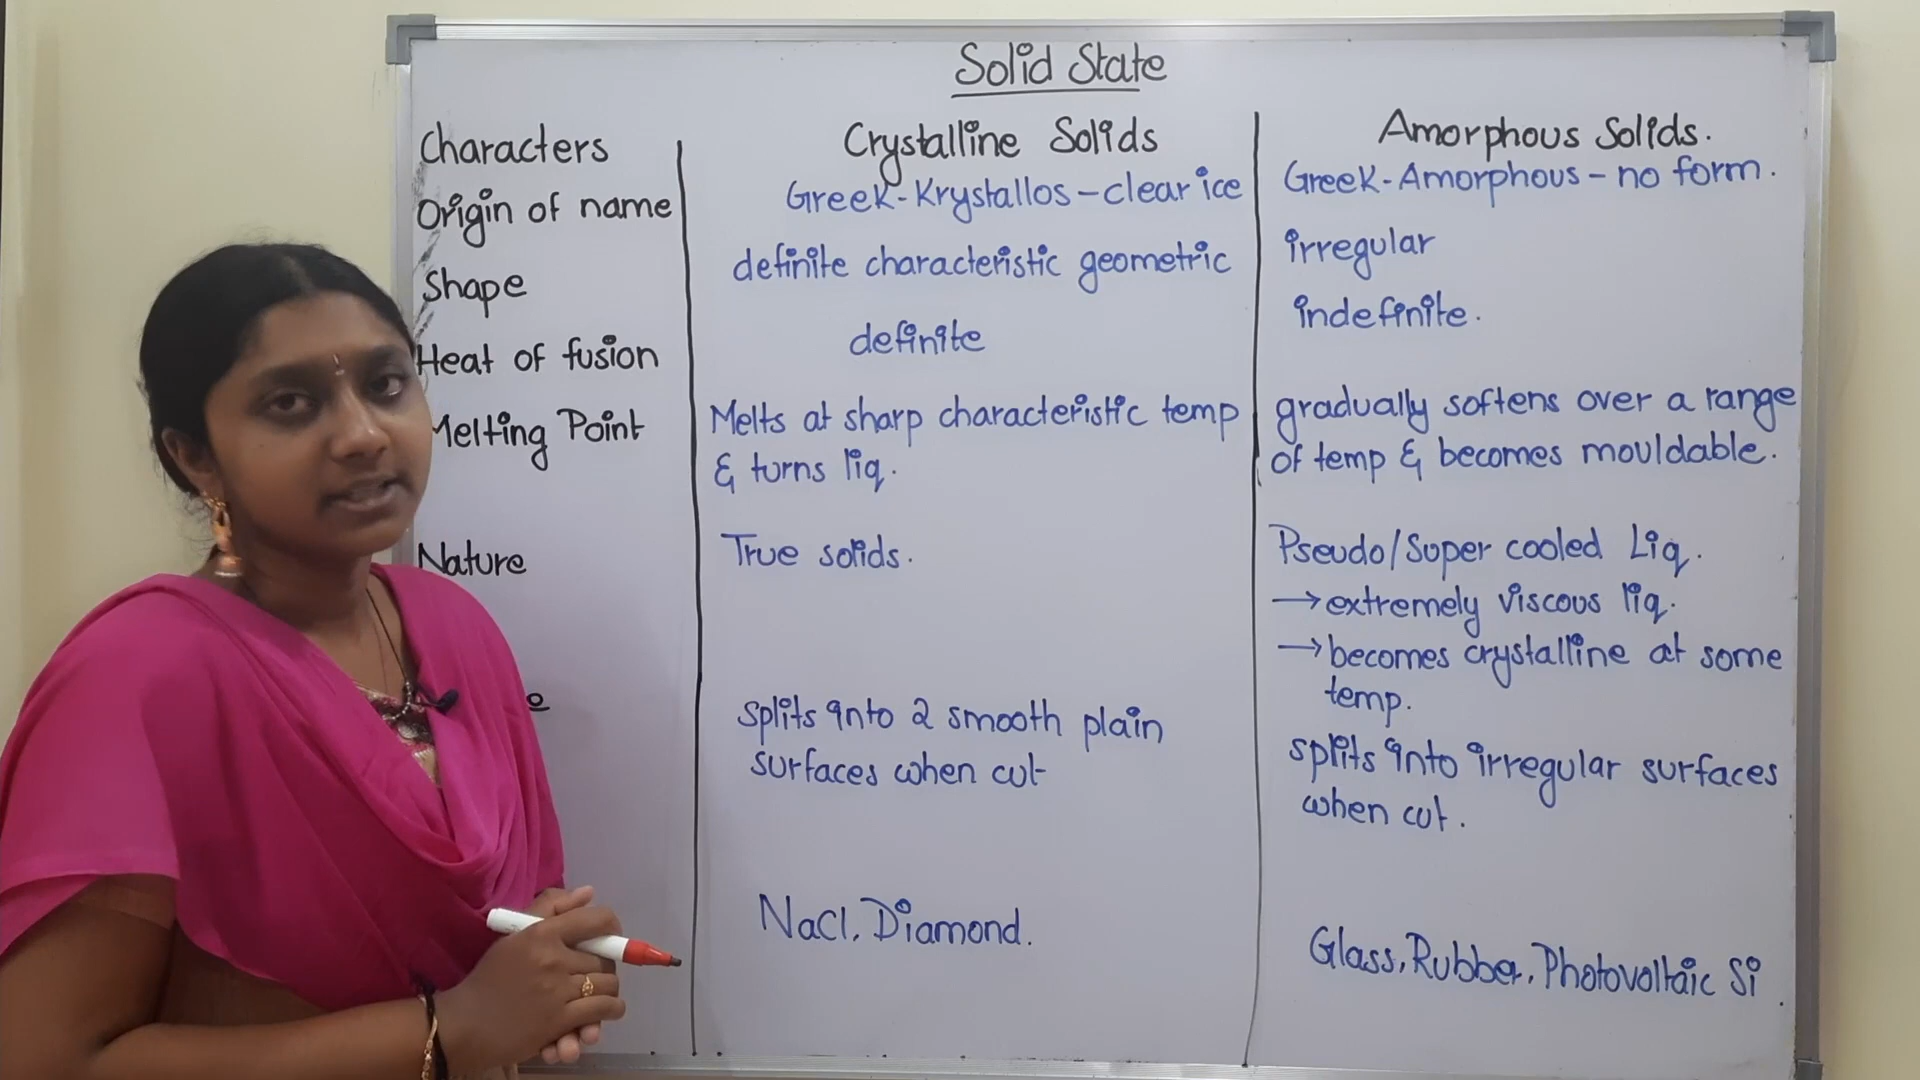 Solid State
Characters
Crystalline Solids
Amorphous Solids.
Origin of name
Greek-Krystallos-clear ice
Greek-Amorphous-no form.
Shape
definite characteristic geometric
irregular
Heat of fusion
definite
indefinite.
Melting Point
Melts at sharp characteristic temp
& turns liq.
gradually softens over a range
of temp & becomes mouldable.
Nature
True solids.
Pseudo/Super cooled Liq.
→extremely viscous liq.
→becomes crystalline at some
temp.
splits into 2 smooth plain
surfaces when cut
splits into irregular surfaces
when cut.
NaCl, Diamond.
Glass, Rubber, Photovoltaic Si.